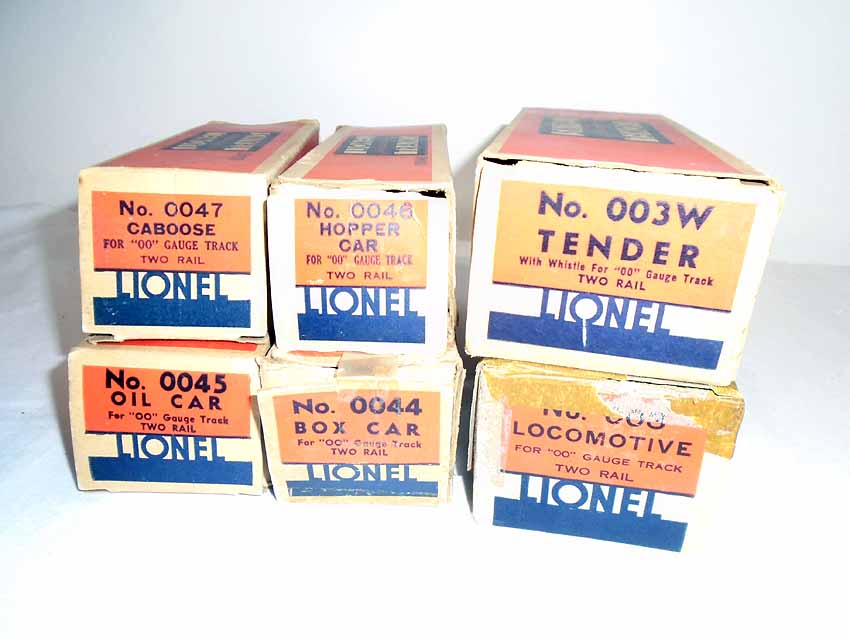 No. 0047
CABOOSE
FOR "OO" GAUGE TRACK
TWO RAIL
LIONEL
No. 0046
HOPPER
CAR
FOR "OO" GAUGE TRACK
TWO RAIL
LIONEL
No. 003W
TENDER
With Whistle For "OO" Gauge Track
TWO RAIL
LIONEL
No. 0045
OIL CAR
For "OO" Gauge Track
TWO RAIL
LIONEL
No. 0044
BOX CAR
For "OO" Gauge Track
TWO RAIL
LIONEL
No. 003
LOCOMOTIVE
FOR "OO" GAUGE TRACK
TWO RAIL
LIONEL